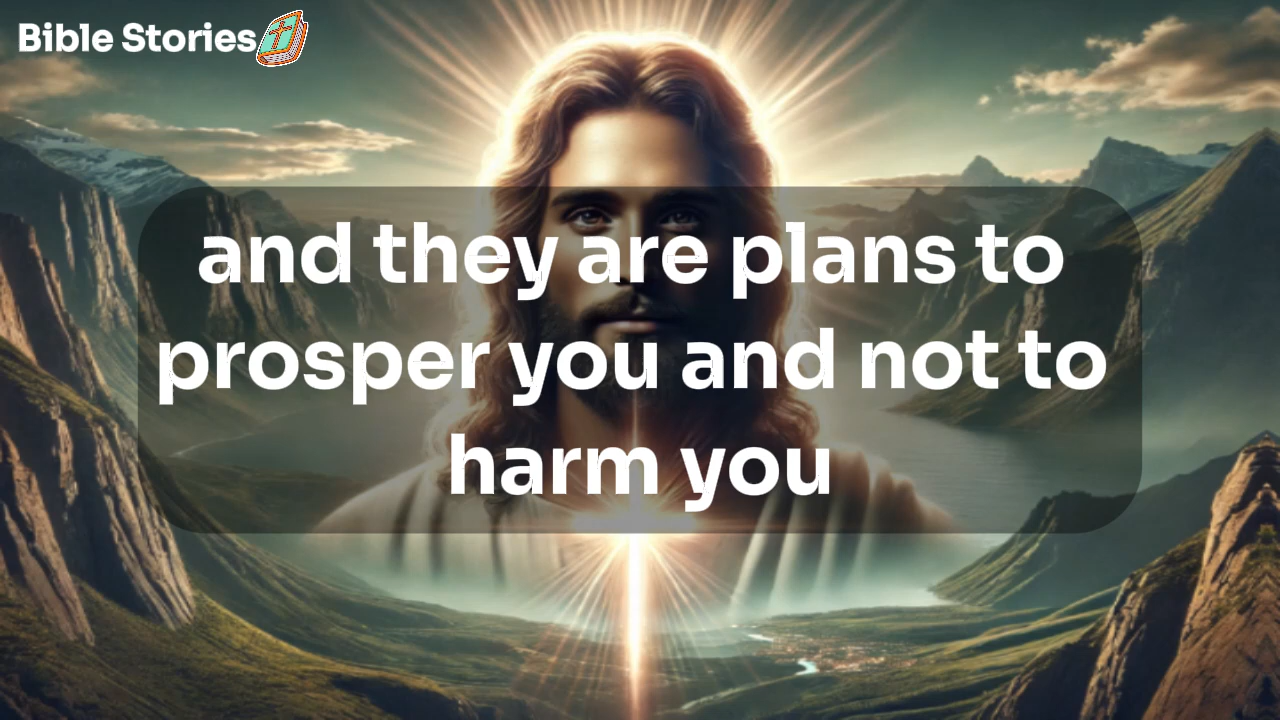 Bible Stories
and they are plans to
prosper you and not to
harm you